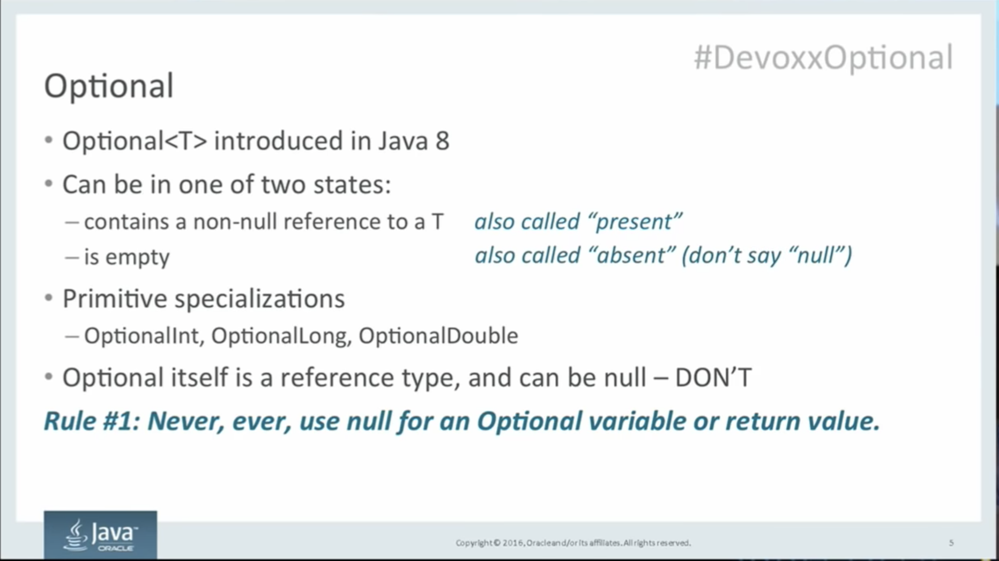 #DevoxxOptional
Optional
• Optional<T> introduced in Java 8
• Can be in one of two states:
– contains a non-null reference to a T also called “present”
– is empty also called “absent” (don’t say “null”)
• Primitive specializations
– OptionalInt, OptionalLong, OptionalDouble
• Optional itself is a reference type, and can be null – DON’T
Rule #1: Never, ever, use null for an Optional variable or return value.
Java™
ORACLE
Copyright © 2016, Oracle and/or its affiliates. All rights reserved.
5